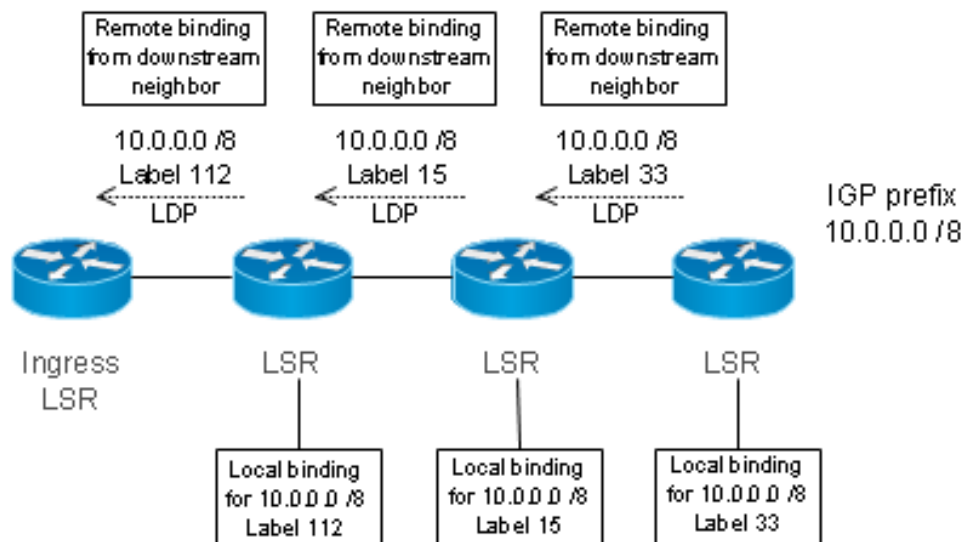 Remote binding
from downstream
neighbor
Remote binding
from downstream
neighbor
Remote binding
from downstream
neighbor
10.0.0.0 /8
Label 112
LDP
10.0.0.0 /8
Label 15
LDP
10.0.0.0 /8
Label 33
LDP
IGP prefix
10.0.0.0 /8
Ingress
LSR
LSR
LSR
LSR
Local binding
for 10.0.0.0 /8
Label 112
Local binding
for 10.0.0.0 /8
Label 15
Local binding
for 10.0.0.0 /8
Label 33